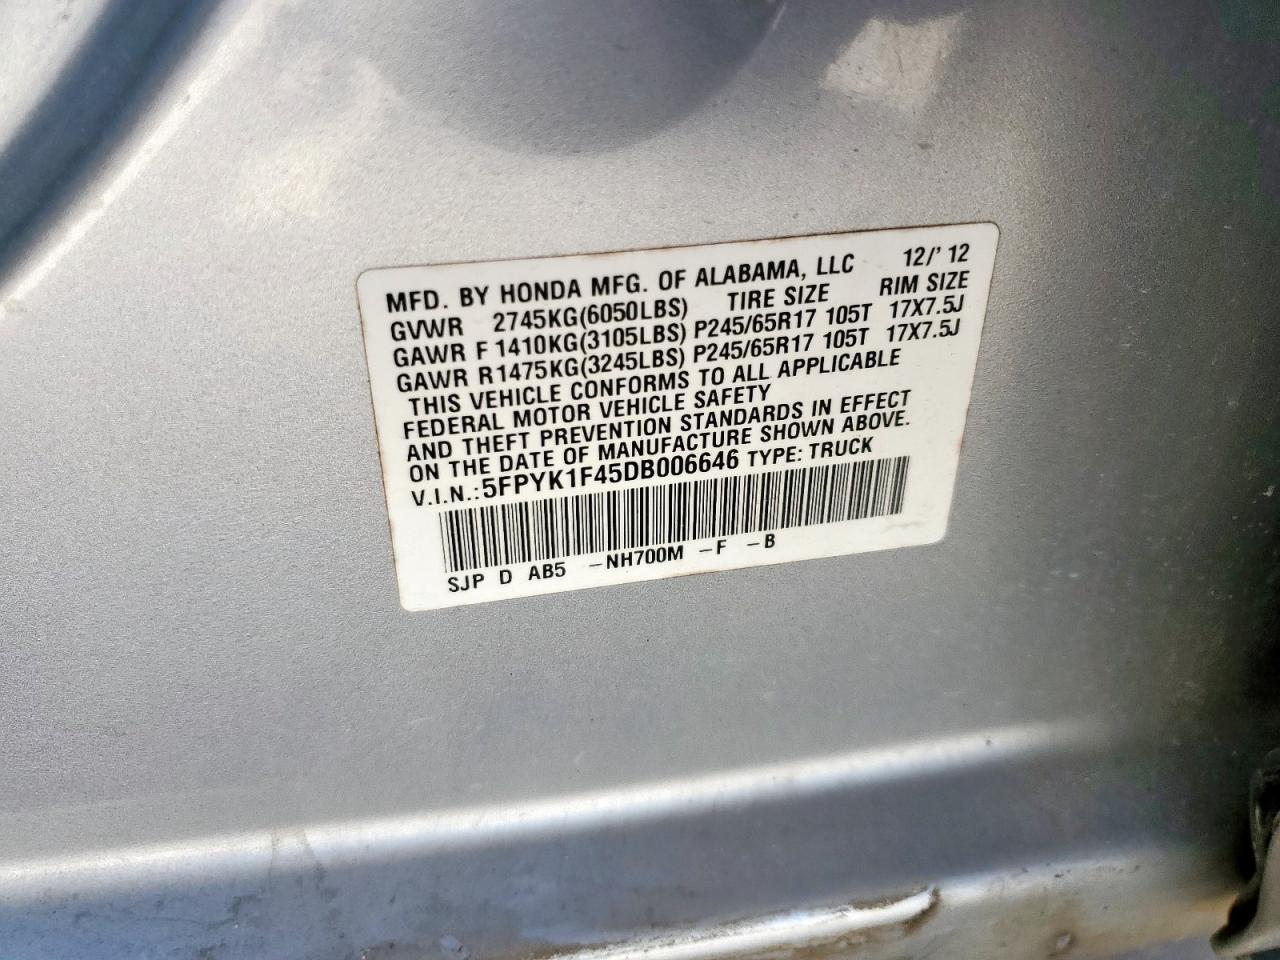 MFD. BY HONDA MFG. OF ALABAMA, LLC 12/' 12
GVWR 2745KG(6050LBS) TIRE SIZE RIM SIZE
GAWR F 1410KG(3105LBS) P245/65R17 105T 17X7.5J
GAWR R1475KG(3245LBS) P245/65R17 105T 17X7.5J
THIS VEHICLE CONFORMS TO ALL APPLICABLE
FEDERAL MOTOR VEHICLE SAFETY
AND THEFT PREVENTION STANDARDS IN EFFECT
ON THE DATE OF MANUFACTURE SHOWN ABOVE.
V.I.N.:5FPYK1F45DB006646 TYPE: TRUCK
SJP D AB5 -NH700M -F -B